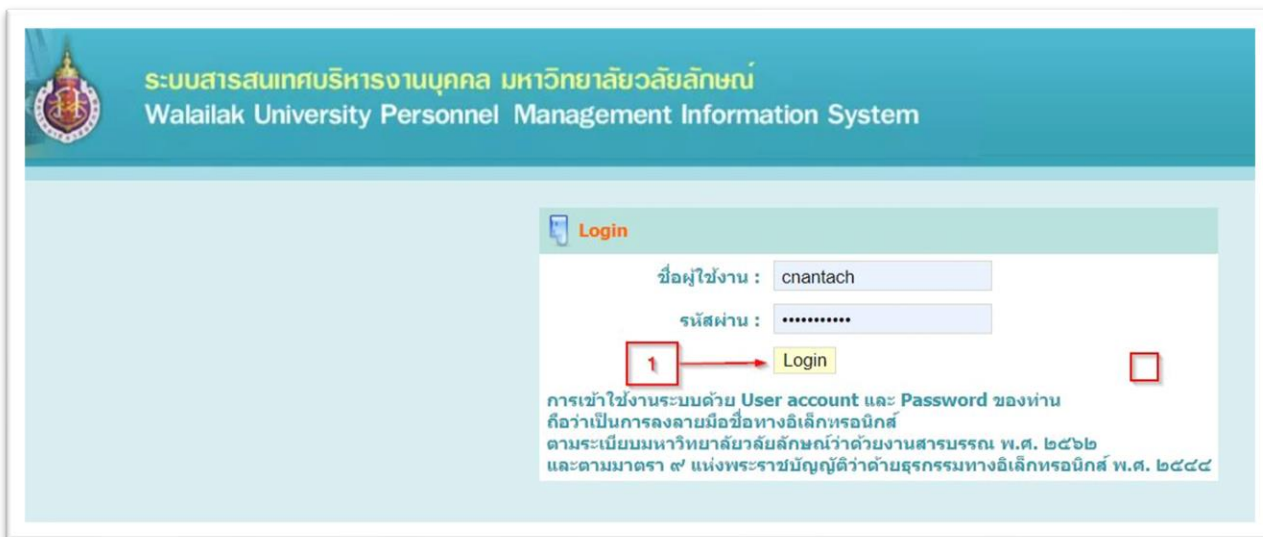 ระบบสารสนเทศบริหารงานบุคคล มหาวิทยาลัยวลัยลักษณ์
Walailak University Personnel Management Information System
Login
ชื่อผู้ใช้งาน : cnantach
รหัสผ่าน : •••••••••••
1 Login
การเข้าใช้งานระบบด้วย User account และ Password ของท่าน
ถือว่าเป็นการลงลายมือชื่อทางอิเล็กทรอนิกส์
ตามระเบียบมหาวิทยาลัยวลัยลักษณ์ว่าด้วยงานสารบรรณ พ.ศ. ๒๕๖๒
และตามมาตรา ๙ แห่งพระราชบัญญัติว่าด้วยธุรกรรมทางอิเล็กทรอนิกส์ พ.ศ. ๒๕๔๔